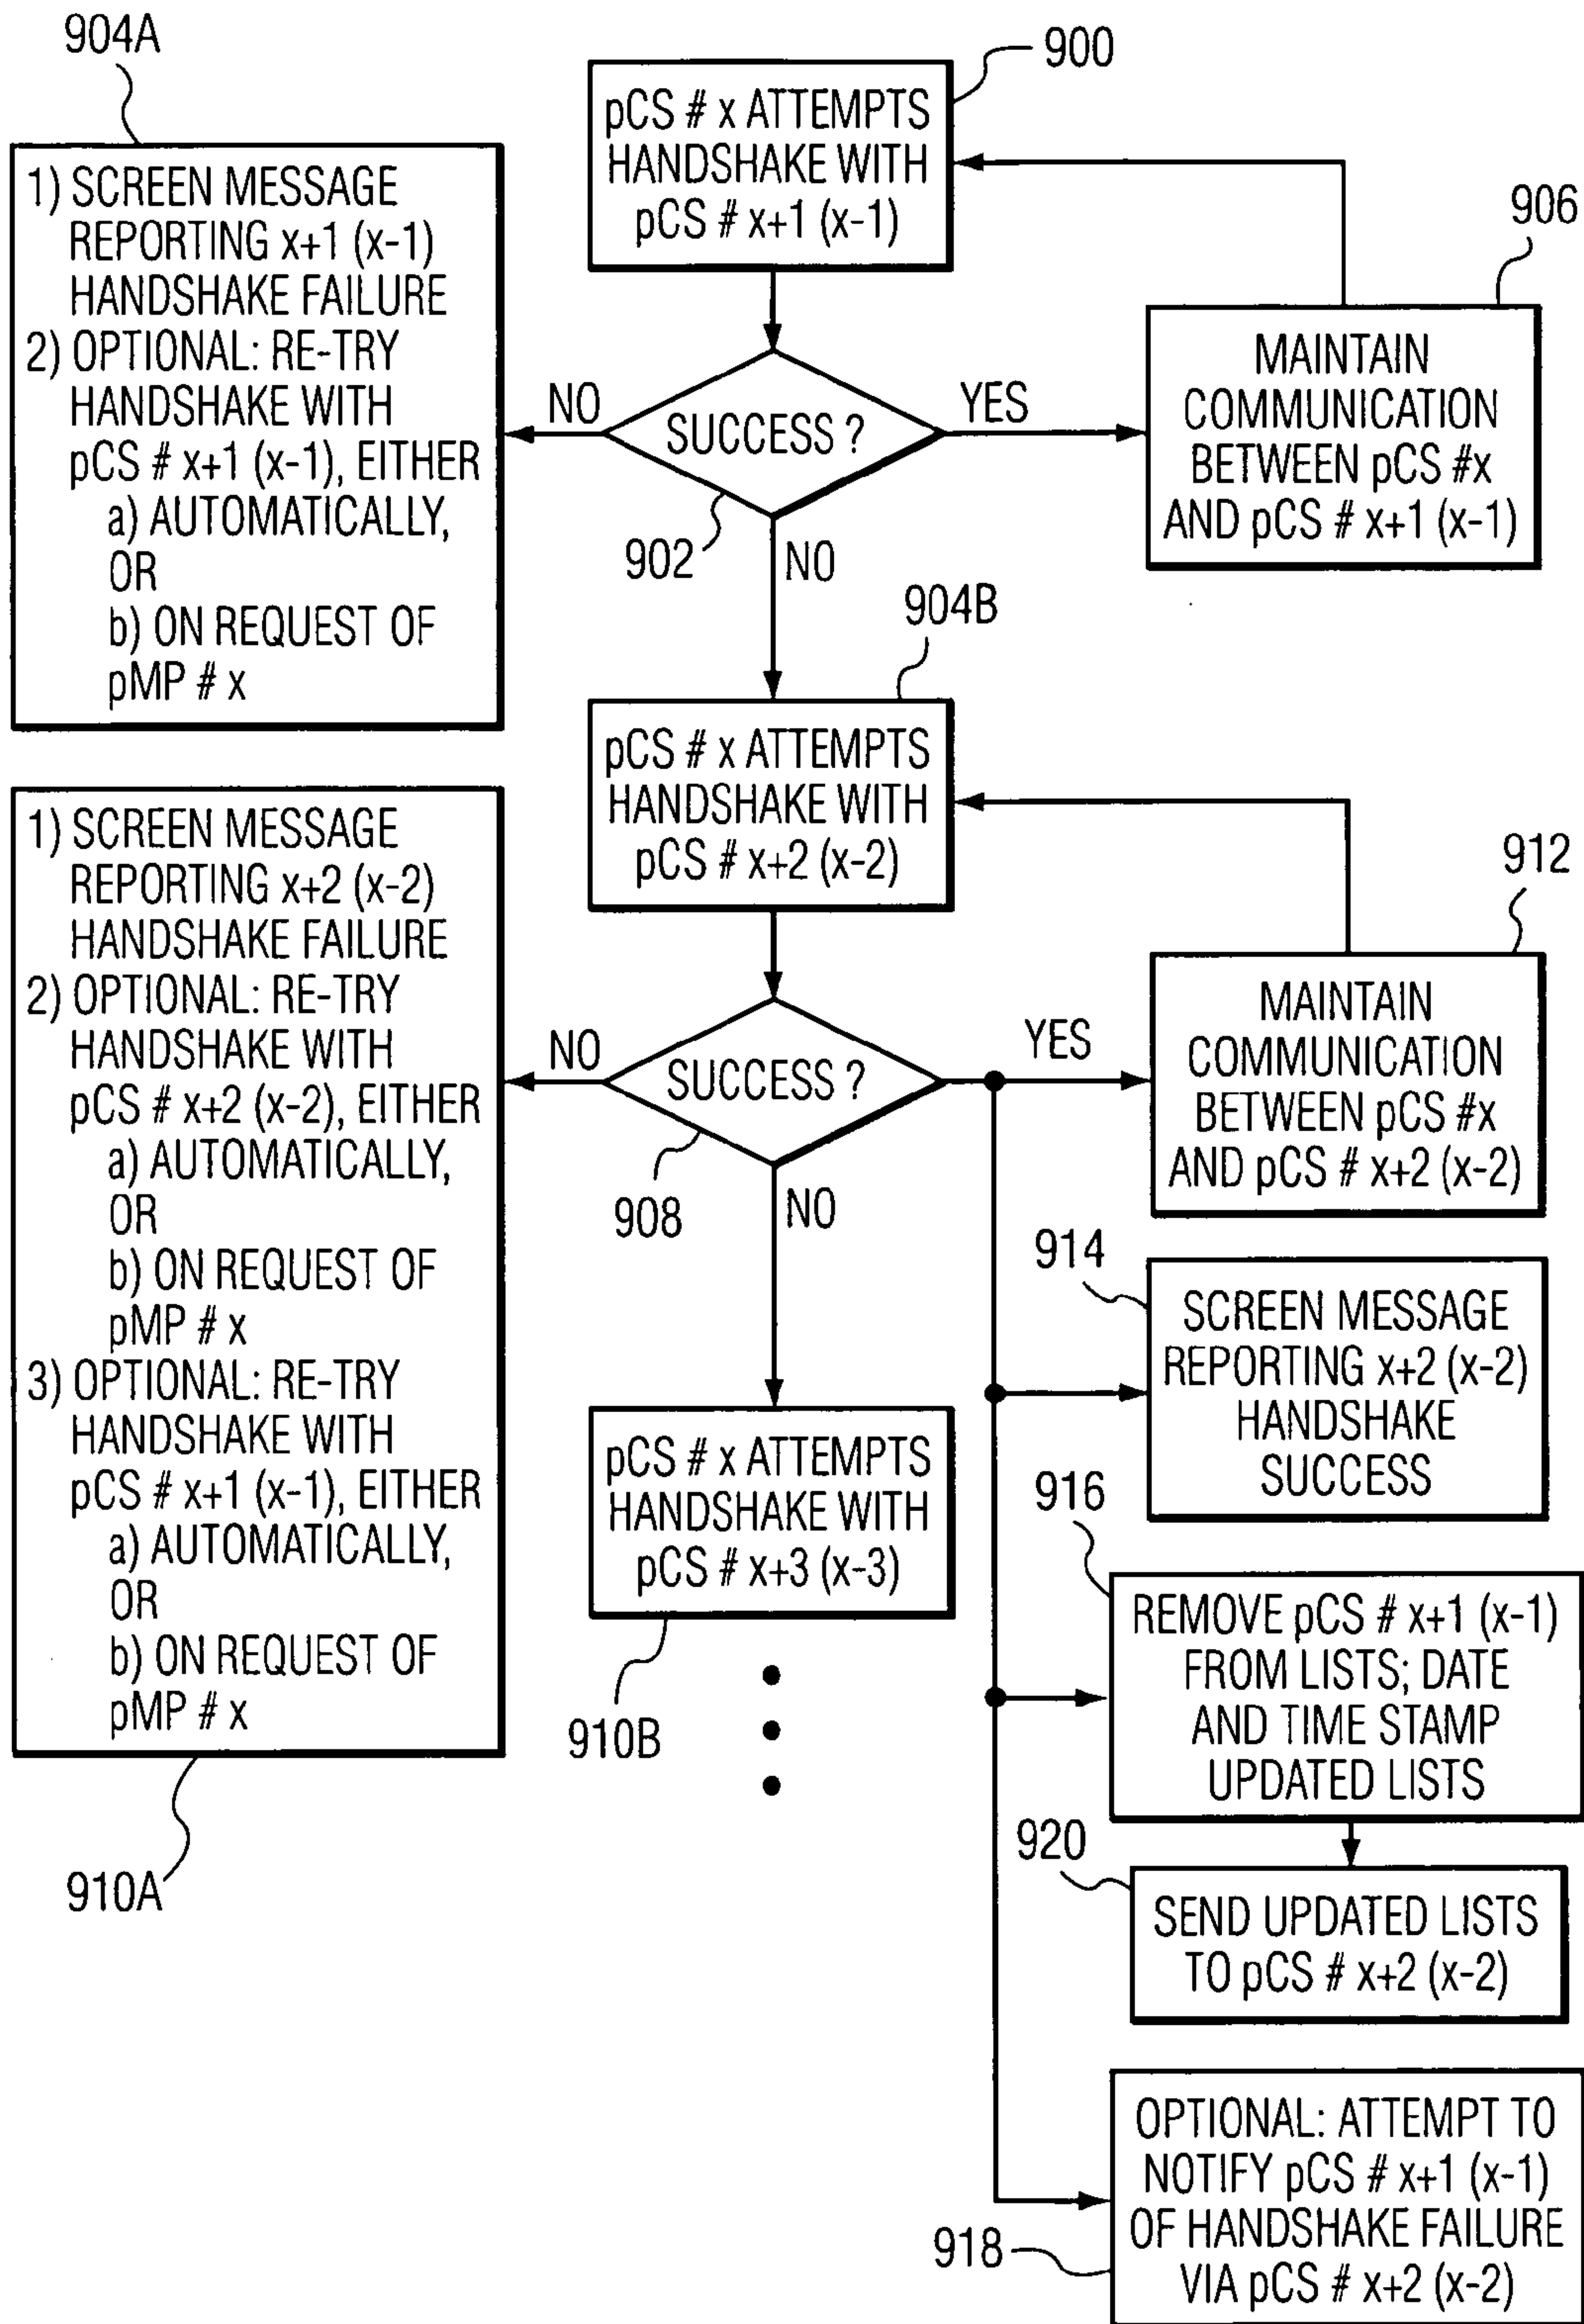 904A
900
pCS # x ATTEMPTS
HANDSHAKE WITH
pCS # x+1 (x-1)
1) SCREEN MESSAGE
REPORTING x+1 (x-1)
HANDSHAKE FAILURE
2) OPTIONAL: RE-TRY
HANDSHAKE WITH
pCS # x+1 (x-1), EITHER
a) AUTOMATICALLY,
OR
b) ON REQUEST OF
pMP # x
906
MAINTAIN
COMMUNICATION
BETWEEN pCS #x
AND pCS # x+1 (x-1)
NO
SUCCESS ?
YES
902
NO
904B
pCS # x ATTEMPTS
HANDSHAKE WITH
pCS # x+2 (x-2)
1) SCREEN MESSAGE
REPORTING x+2 (x-2)
HANDSHAKE FAILURE
2) OPTIONAL: RE-TRY
HANDSHAKE WITH
pCS # x+2 (x-2), EITHER
a) AUTOMATICALLY,
OR
b) ON REQUEST OF
pMP # x
3) OPTIONAL: RE-TRY
HANDSHAKE WITH
pCS # x+1 (x-1), EITHER
a) AUTOMATICALLY,
OR
b) ON REQUEST OF
pMP # x
910A
912
MAINTAIN
COMMUNICATION
BETWEEN pCS #x
AND pCS # x+2 (x-2)
NO
SUCCESS ?
YES
908
NO
914
SCREEN MESSAGE
REPORTING x+2 (x-2)
HANDSHAKE
SUCCESS
pCS # x ATTEMPTS
HANDSHAKE WITH
pCS # x+3 (x-3)
910B
916
REMOVE pCS # x+1 (x-1)
FROM LISTS; DATE
AND TIME STAMP
UPDATED LISTS
920
SEND UPDATED LISTS
TO pCS # x+2 (x-2)
OPTIONAL: ATTEMPT TO
NOTIFY pCS # x+1 (x-1)
OF HANDSHAKE FAILURE
VIA pCS # x+2 (x-2)
918